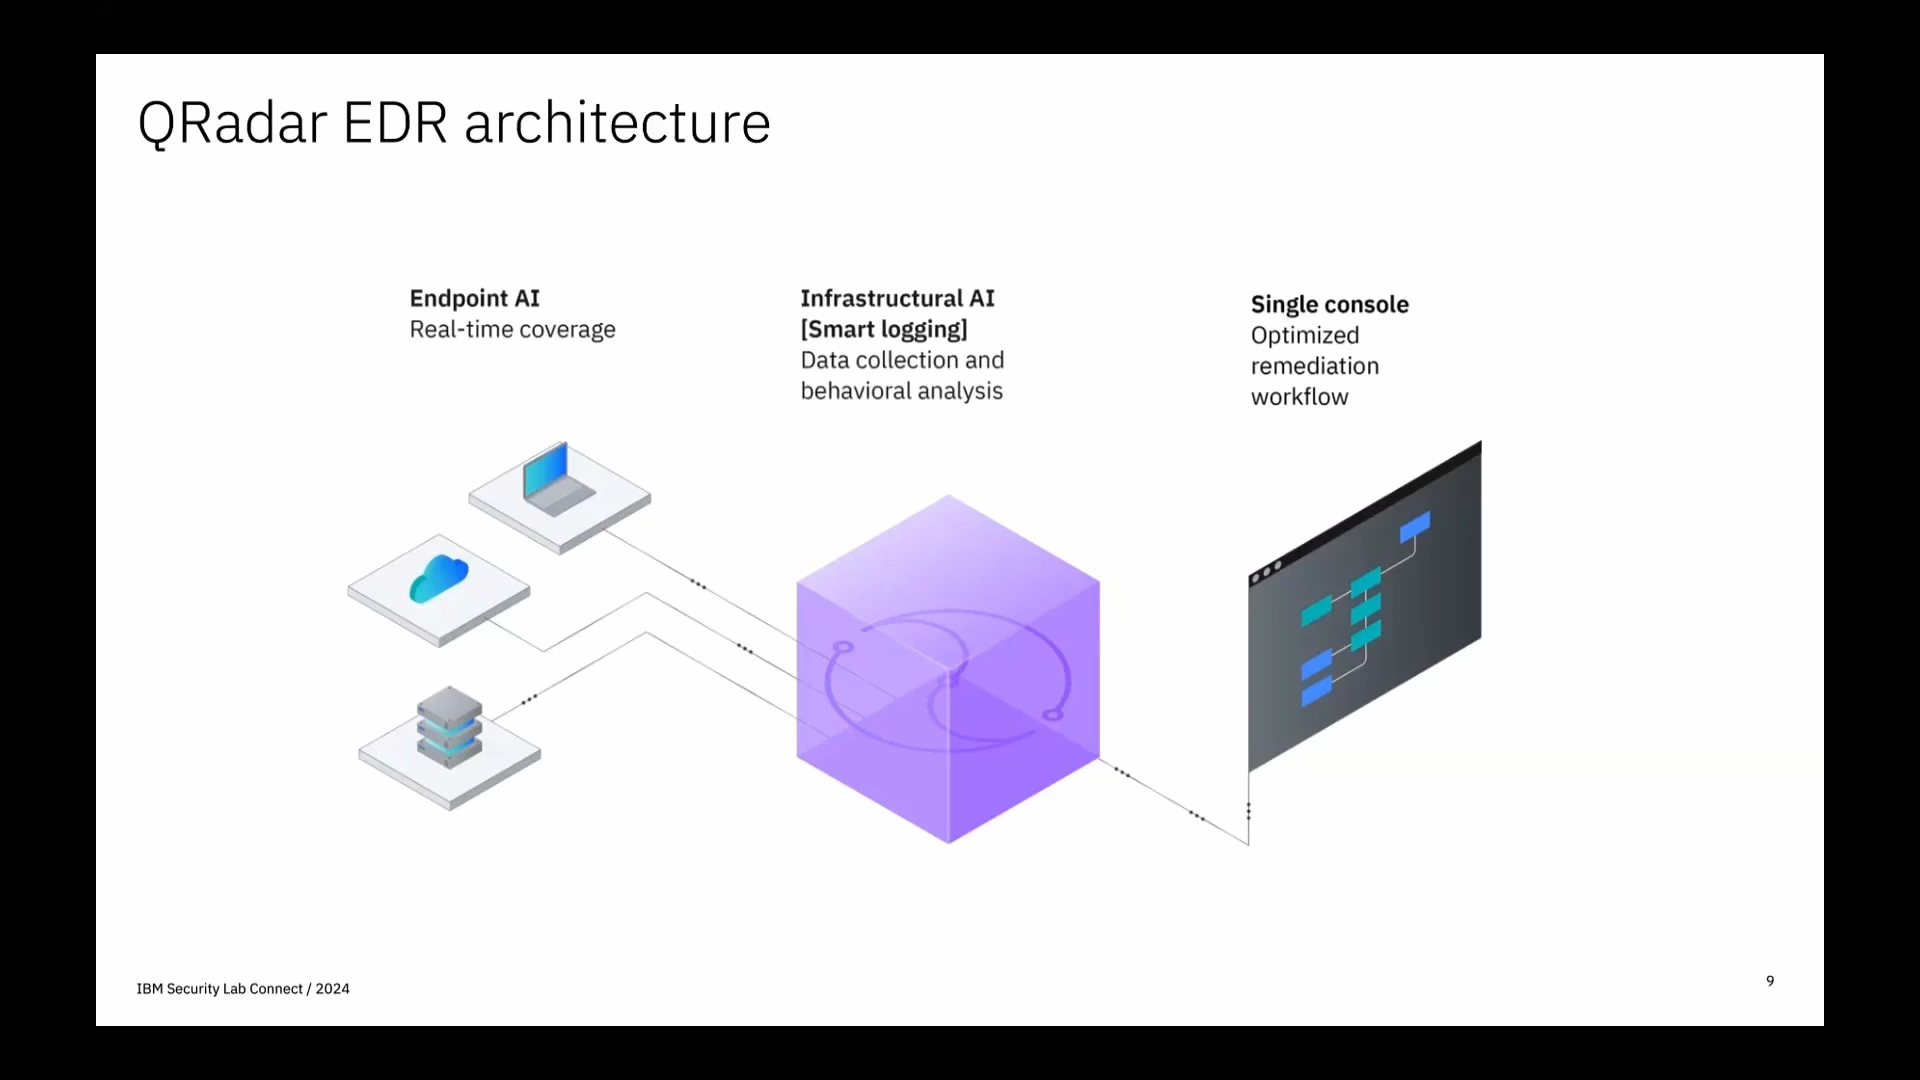 QRadar EDR architecture
Endpoint AI
Real-time coverage
Infrastructural AI
[Smart logging]
Data collection and
behavioral analysis
Single console
Optimized
remediation
workflow
IBM Security Lab Connect / 2024
9